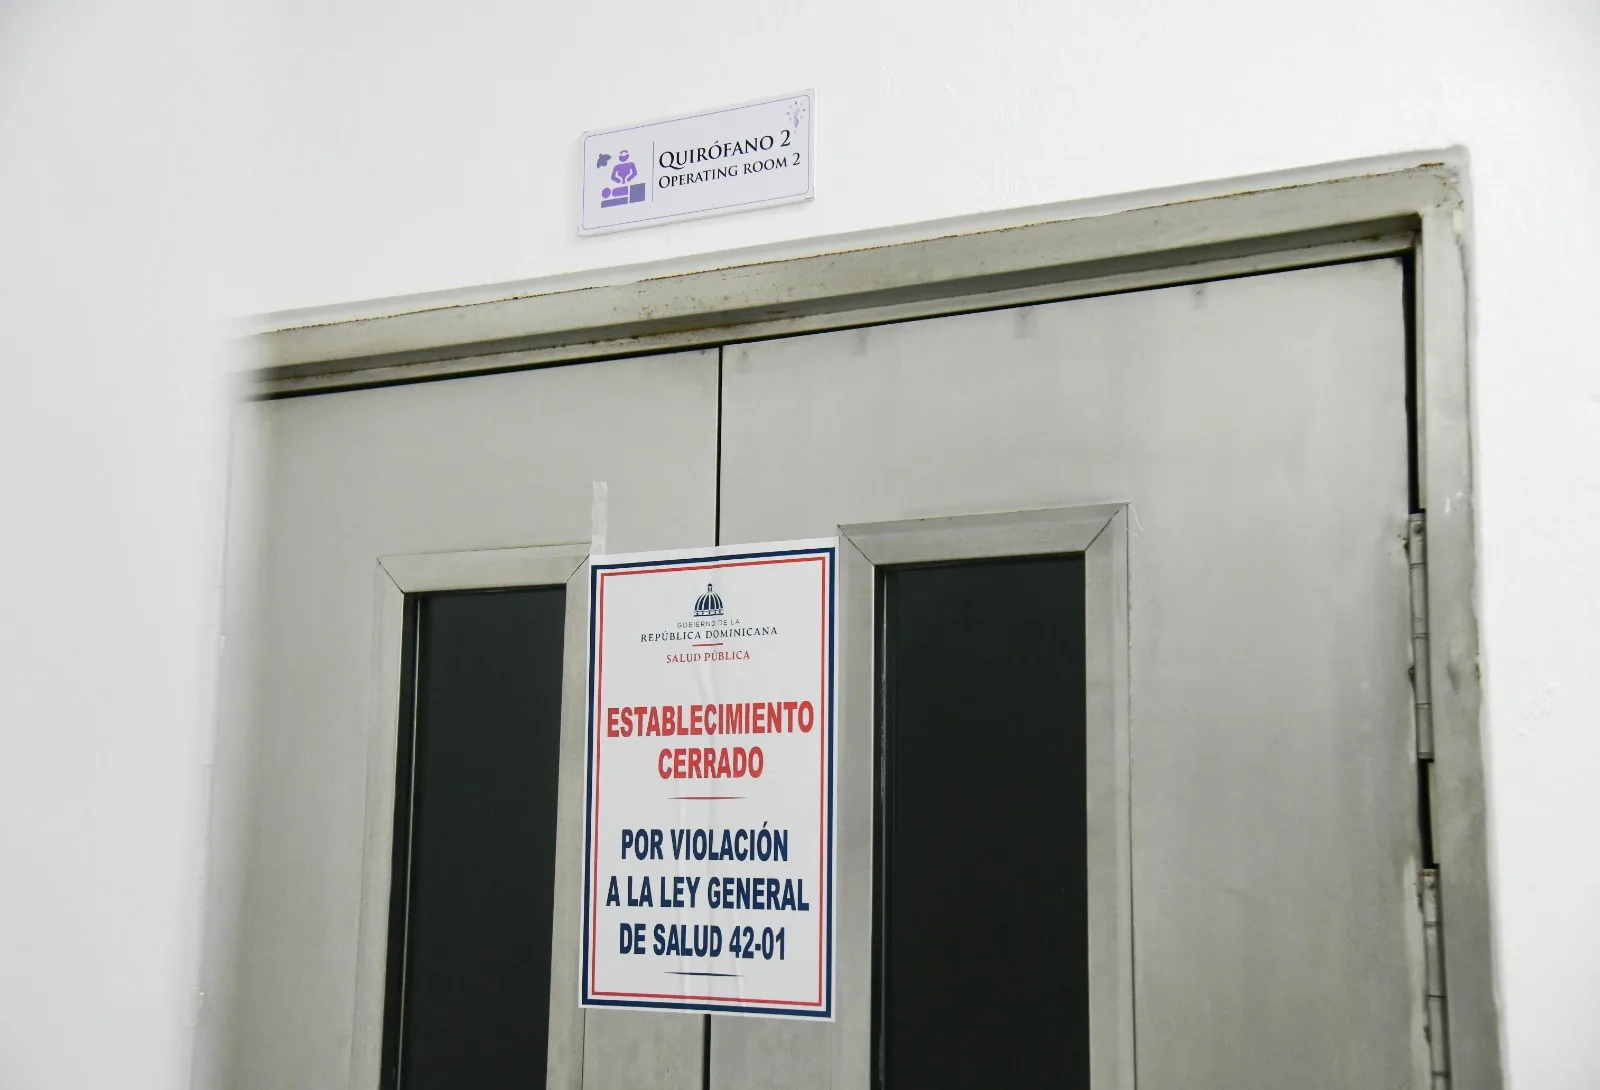 QUIRÓFANO 2
OPERATING ROOM 2
GOBIERNO DE LA
REPÚBLICA DOMINICANA
SALUD PÚBLICA
ESTABLECIMIENTO
CERRADO
POR VIOLACIÓN
A LA LEY GENERAL
DE SALUD 42-01